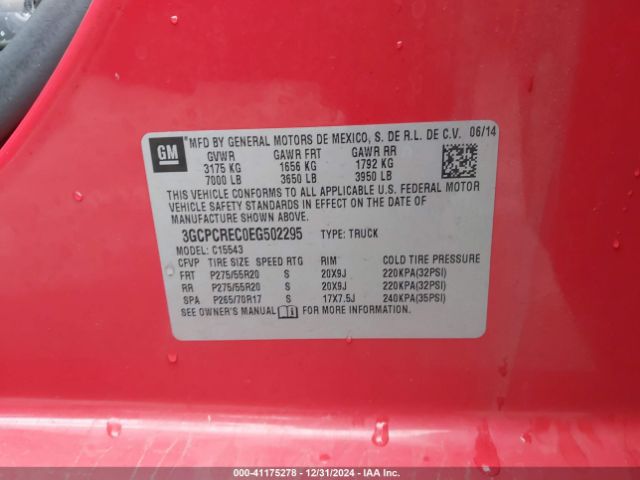 GM
MFD BY GENERAL MOTORS DE MEXICO, S. DE R.L. DE C.V. 06/14
GVWR GAWR FRT GAWR RR
3175 KG 1656 KG 1792 KG
7000 LB 3650 LB 3950 LB
THIS VEHICLE CONFORMS TO ALL APPLICABLE U.S. FEDERAL MOTOR
VEHICLE SAFETY STANDARDS IN EFFECT ON THE DATE OF
MANUFACTURE SHOWN ABOVE.
3GCPCREC0EG502295 TYPE: TRUCK
MODEL: C15543
CFVP TIRE SIZE SPEED RTG RIM COLD TIRE PRESSURE
FRT P275/55R20 S 20X9J 220KPA(32PSI)
RR P275/55R20 S 20X9J 220KPA(32PSI)
SPA P265/70R17 S 17X7.5J 240KPA(35PSI)
SEE OWNER'S MANUAL FOR MORE INFORMATION.
000-41175278 - 12/31/2024 - IAA Inc.